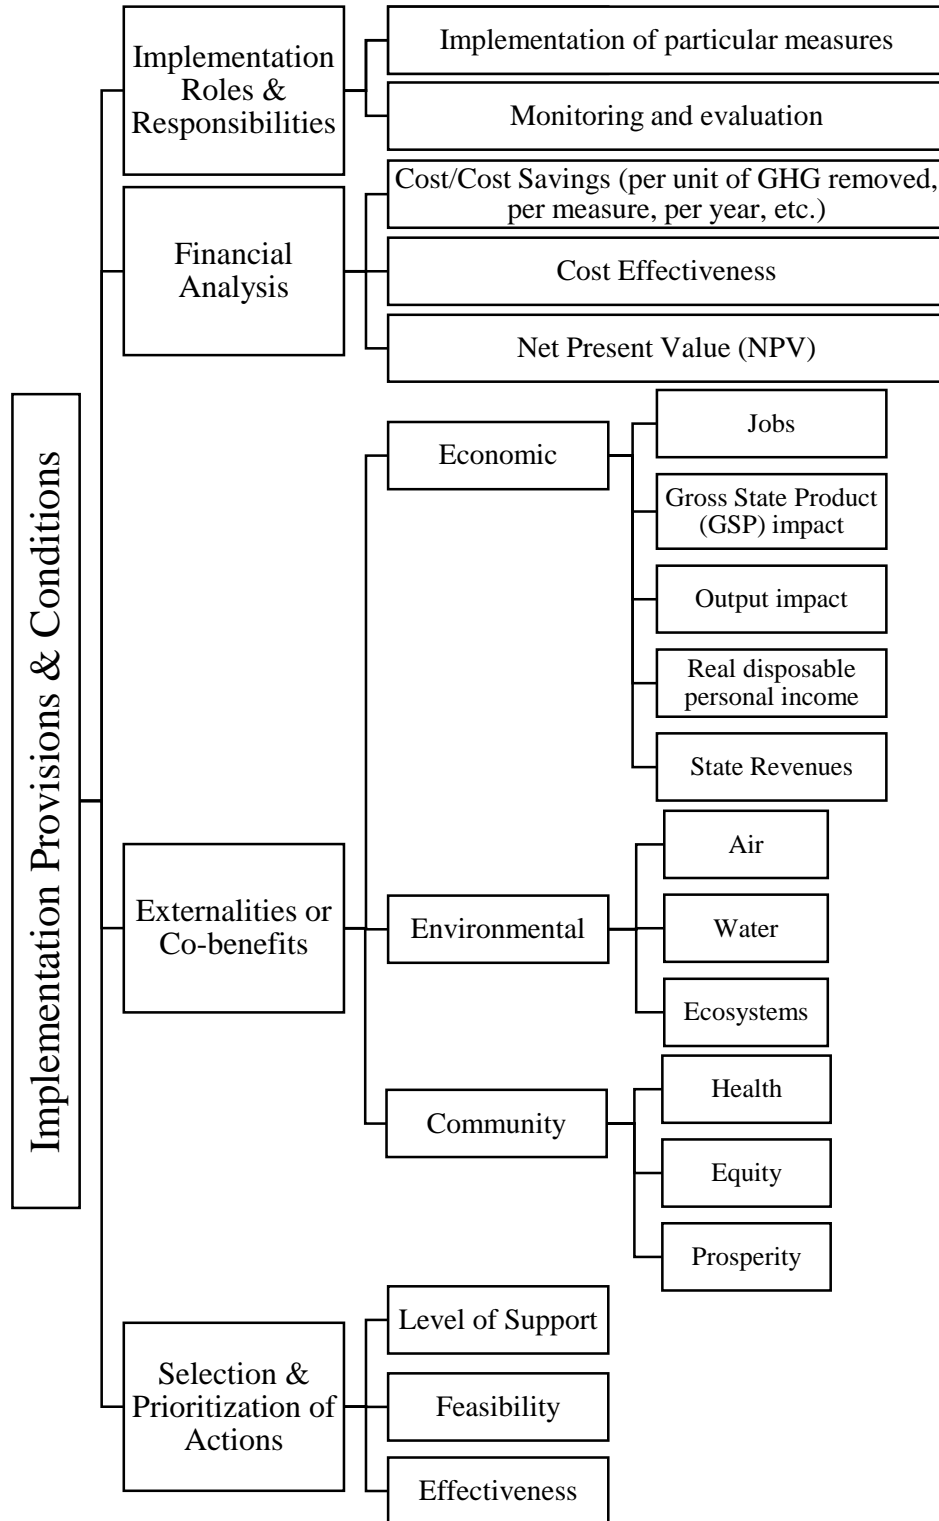 Implementation Provisions & Conditions
Implementation
Roles &
Responsibilities
Implementation of particular measures
Monitoring and evaluation
Financial
Analysis
Cost/Cost Savings (per unit of GHG removed,
per measure, per year, etc.)
Cost Effectiveness
Net Present Value (NPV)
Externalities or
Co-benefits
Economic
Jobs
Gross State Product
(GSP) impact
Output impact
Real disposable
personal income
State Revenues
Environmental
Air
Water
Ecosystems
Community
Health
Equity
Prosperity
Selection &
Prioritization of
Actions
Level of Support
Feasibility
Effectiveness